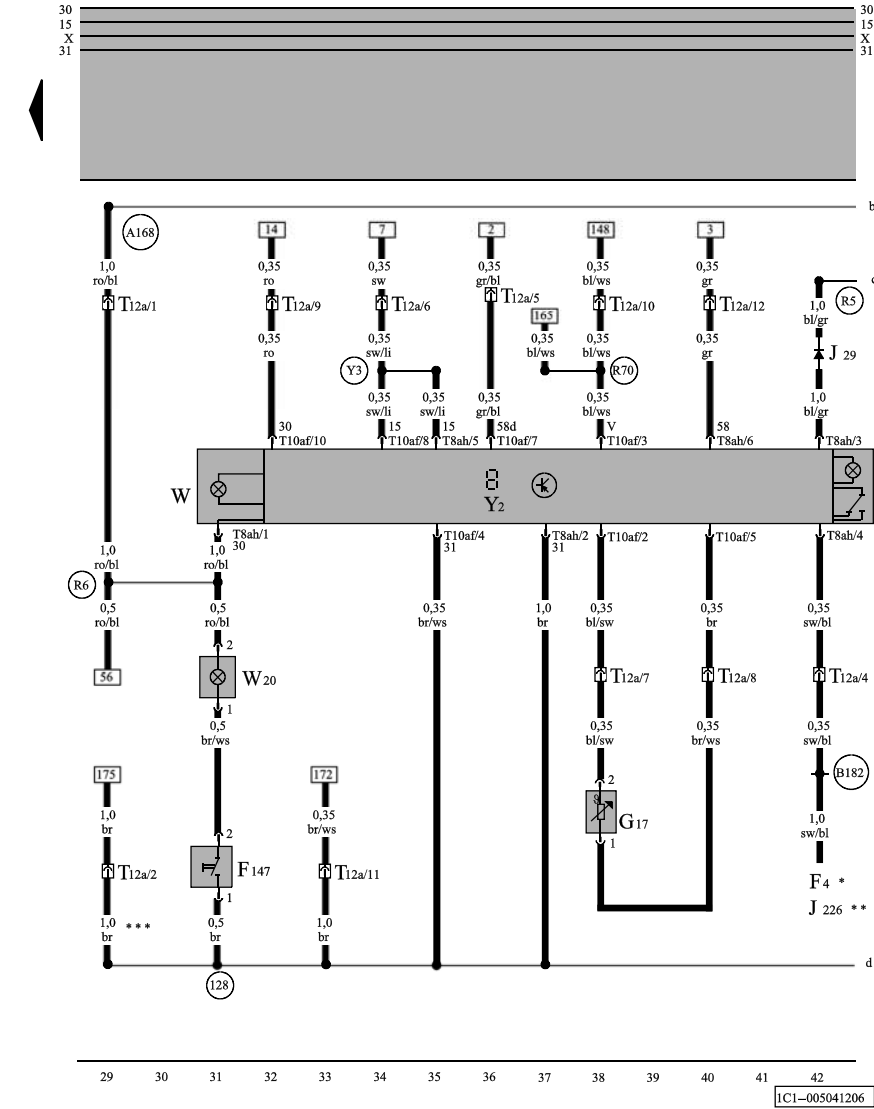 30 30
15 15
X X
31 31
b
A168
14 7 2 148 3
1,0 0,35 0,35 0,35 0,35 0,35
ro/bl ro sw gr/bl bl/ws gr
R5
T12a/1 T12a/9 T12a/6 T12a/5 T12a/10 T12a/12
1,0
bl/gr
165
0,35 0,35 0,35 0,35 0,35
ro sw/li bl/ws bl/ws gr
J 29
Y3 R70
0,35 0,35 0,35 0,35 1,0
sw/li sw/li gr/bl bl/ws bl/gr
30 15 15 58d V 58
T10af/10 T10af/8 T8ah/5 T10af/7 T10af/3 T8ah/6 T8ah/3
W
Y2
T8ah/1 T10af/4 T8ah/2 T10af/2 T10af/5 T8ah/4
30 31 31
1,0 1,0
ro/bl ro/bl
R6
0,5 0,5 0,35 1,0 0,35 0,35 0,35
ro/bl ro/bl br/ws br bl/sw br sw/bl
2
56 W20 T12a/7 T12a/8 T12a/4
1
0,5 0,35 0,35 0,35
br/ws bl/sw br/ws sw/bl
175 172 B182
2
1,0 0,35 1,0
br br/ws sw/bl
G17
2 1
T12a/2 F147 T12a/11
F4 *
1
J 226 **
1,0 *** 0,5 1,0
br br br
d
128
29 30 31 32 33 34 35 36 37 38 39 40 41 42
1C1--005041206